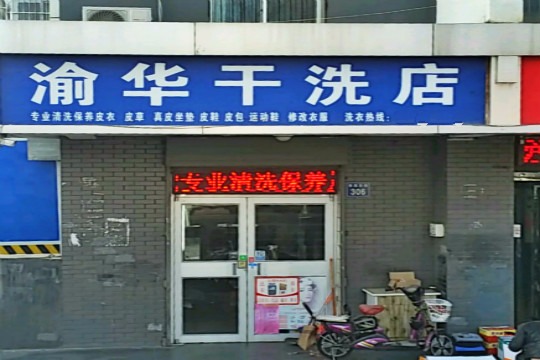 渝华干洗店
专业清洗保养皮衣 皮草 真皮坐垫 皮鞋 皮包 运动鞋 修改衣服 洗衣热线：
专业清洗保养
306